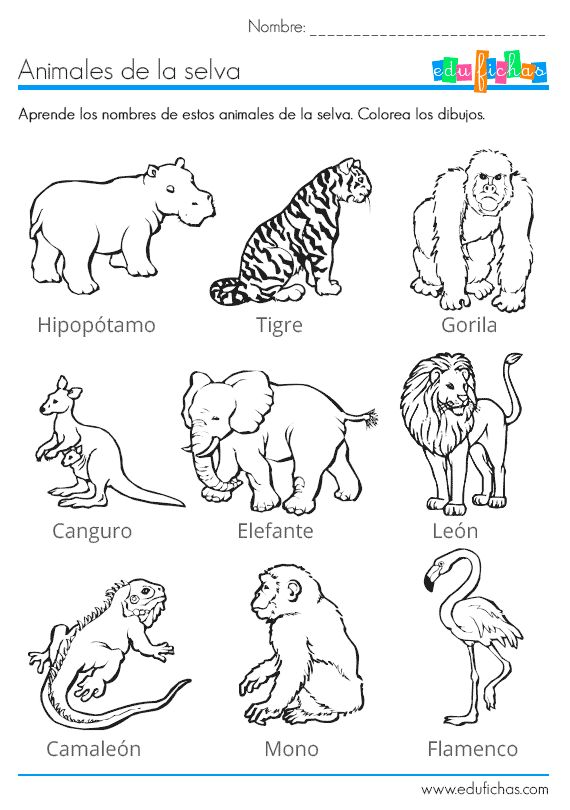 Nombre: ___________________________
Animales de la selva
edufichas
Aprende los nombres de estos animales de la selva. Colorea los dibujos.
Hipopótamo Tigre Gorila
Canguro Elefante León
Camaleón Mono Flamenco
www.edufichas.com